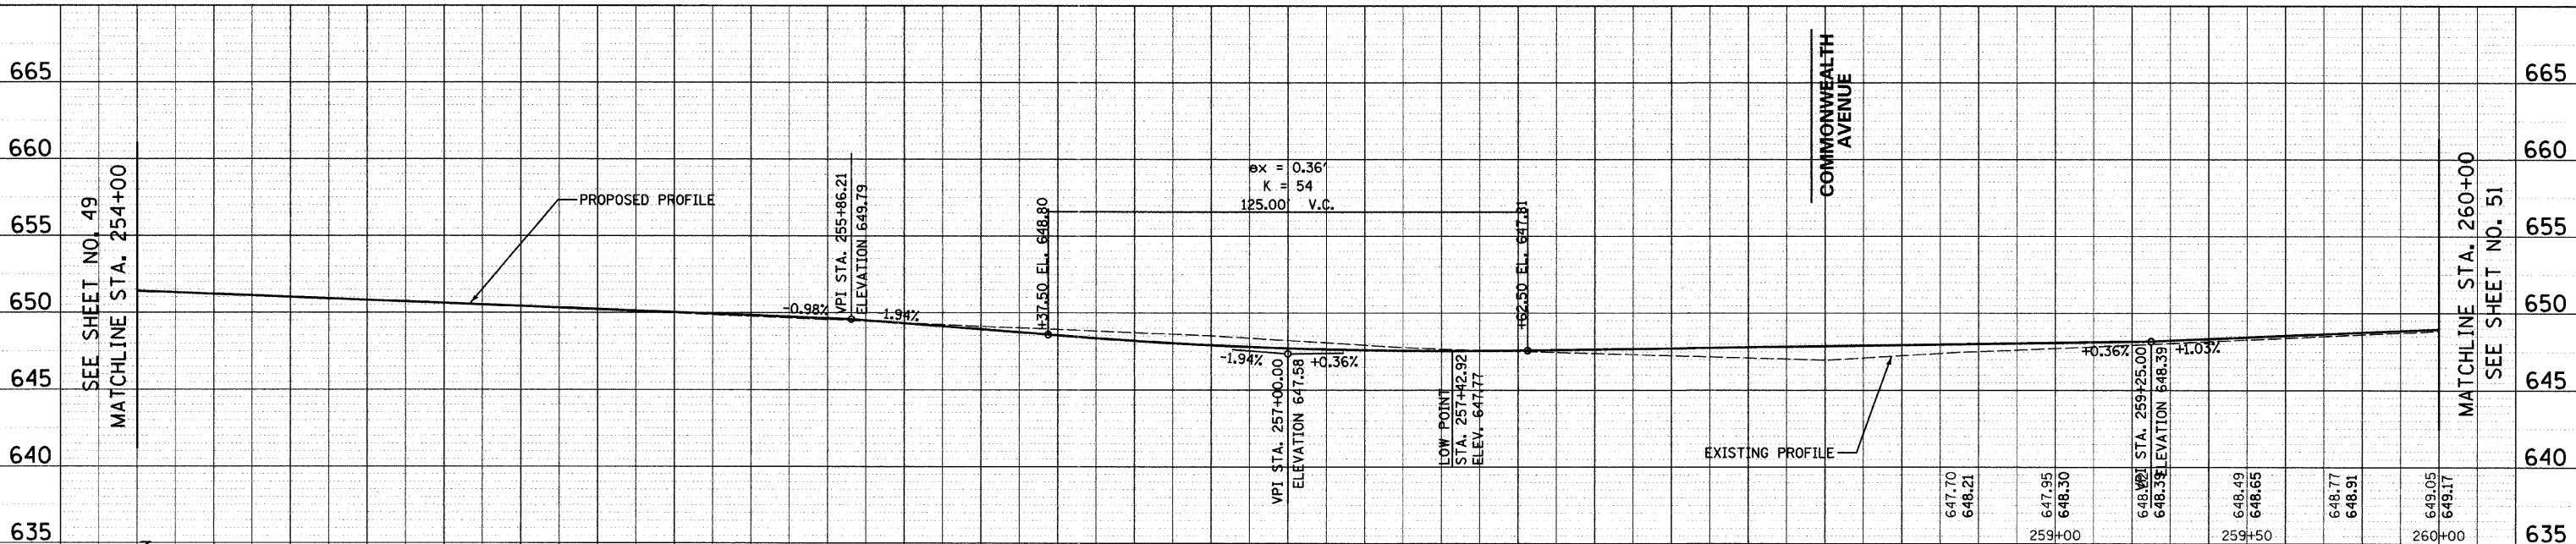 665
660
655
650
645
640
635
SEE SHEET NO. 49
MATCHLINE STA. 254+00
PROPOSED PROFILE
-0.98%
VPI STA. 255+86.21
ELEVATION 649.79
-1.94%
+37.50 EL. 648.80
ex = 0.36'
K = 54
125.00' V.C.
+62.50 EL. 647.81
-1.94%
+0.36%
VPI STA. 257+00.00
ELEVATION 647.58
LOW POINT
STA. 257+42.92
ELEV. 647.77
COMMONWEALTH
AVENUE
EXISTING PROFILE
+0.36%
+1.03%
VPI STA. 259+25.00
ELEVATION 648.39
647.70
648.21
647.95
648.30
648.39
648.49
648.65
648.77
648.91
649.05
649.17
259+00
259+50
260+00
MATCHLINE STA. 260+00
SEE SHEET NO. 51
665
660
655
650
645
640
635